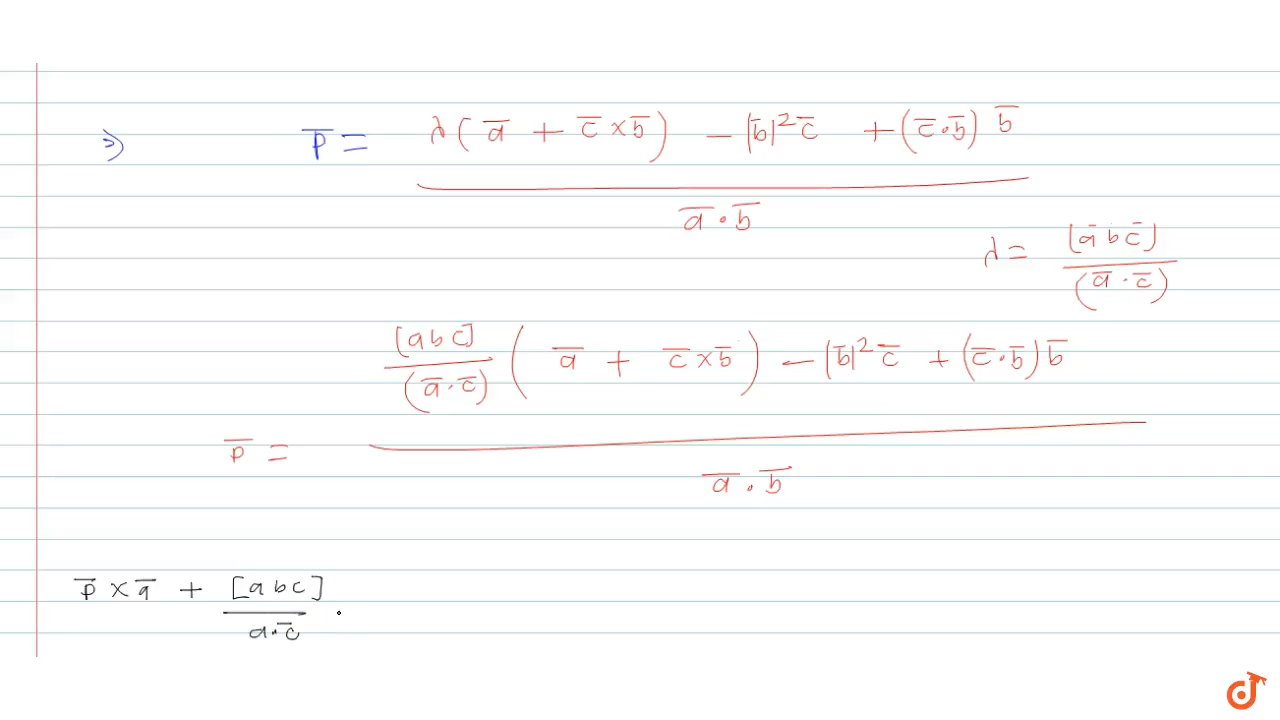 ⇒ p̅ = λ( a̅ + c̅ × b̅ ) − |b̅|² c̅ + (c̅ · b̅) b̅
a̅ · b̅
λ = [a̅ b c̅] / (a̅ · c̅)
[a b c] / (a̅ · c̅) ( a̅ + c̅ × b̅ ) − |b̅|² c̅ + (c̅ · b̅) b̅
p̅ =
a̅ · b̅
p̅ × a̅ + [a b c] / a · c̅ ·